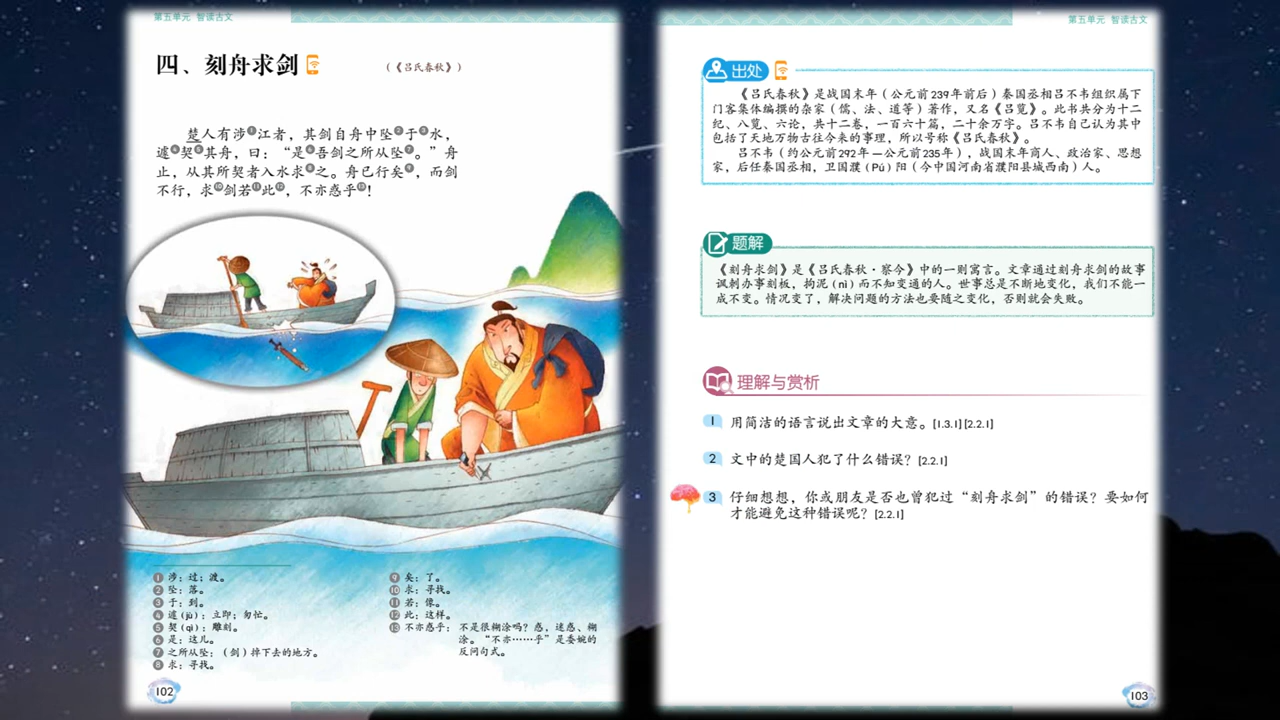 第五单元 智读古文
四、刻舟求剑
(《吕氏春秋》)
楚人有涉①江者，其剑自舟中坠②于③水，
遽④契⑤其舟，曰：“是⑥吾剑之所从坠⑦。”舟
止，从其所契者入水求⑧之。舟已行矣⑨，而剑
不行，求⑩剑若⑪此⑫，不亦惑乎⑬！
① 涉：过；渡。
② 坠：落。
③ 于：到。
④ 遽(jù)：立即；匆忙。
⑤ 契(qì)：雕刻。
⑥ 是：这儿。
⑦ 之所从坠：(剑)掉下去的地方。
⑧ 求：寻找。
⑨ 矣：了。
⑩ 求：寻找。
⑪ 若：像。
⑫ 此：这样。
⑬ 不亦惑乎： 不是很糊涂吗？惑，迷惑、糊
涂。“不亦……乎”是委婉的
反问句式。
102
第五单元 智读古文
出处
《吕氏春秋》是战国末年(公元前239年前后)秦国丞相吕不韦组织属下
门客集体编撰的杂家(儒、法、道等)著作，又名《吕览》。此书共分为十二
纪、八览、六论，共十二卷，一百六十篇，二十余万字。吕不韦自己认为其中
包括了天地万物古往今来的事理，所以号称《吕氏春秋》。
吕不韦(约公元前292年—公元前235年)，战国末年商人、政治家、思想
家，后任秦国丞相，卫国濮(Pú)阳(今中国河南省濮阳县城西南)人。
题解
《刻舟求剑》是《吕氏春秋·察今》中的一则寓言。文章通过刻舟求剑的故事
讽刺办事刻板，拘泥(nì)而不知变通的人。世事总是不断地变化，我们不能一
成不变。情况变了，解决问题的方法也要随之变化，否则就会失败。
理解与赏析
1 用简洁的语言说出文章的大意。[1.3.1][2.2.1]
2 文中的楚国人犯了什么错误？[2.2.1]
3 仔细想想，你或朋友是否也曾犯过“刻舟求剑”的错误？要如何
才能避免这种错误呢？[2.2.1]
103